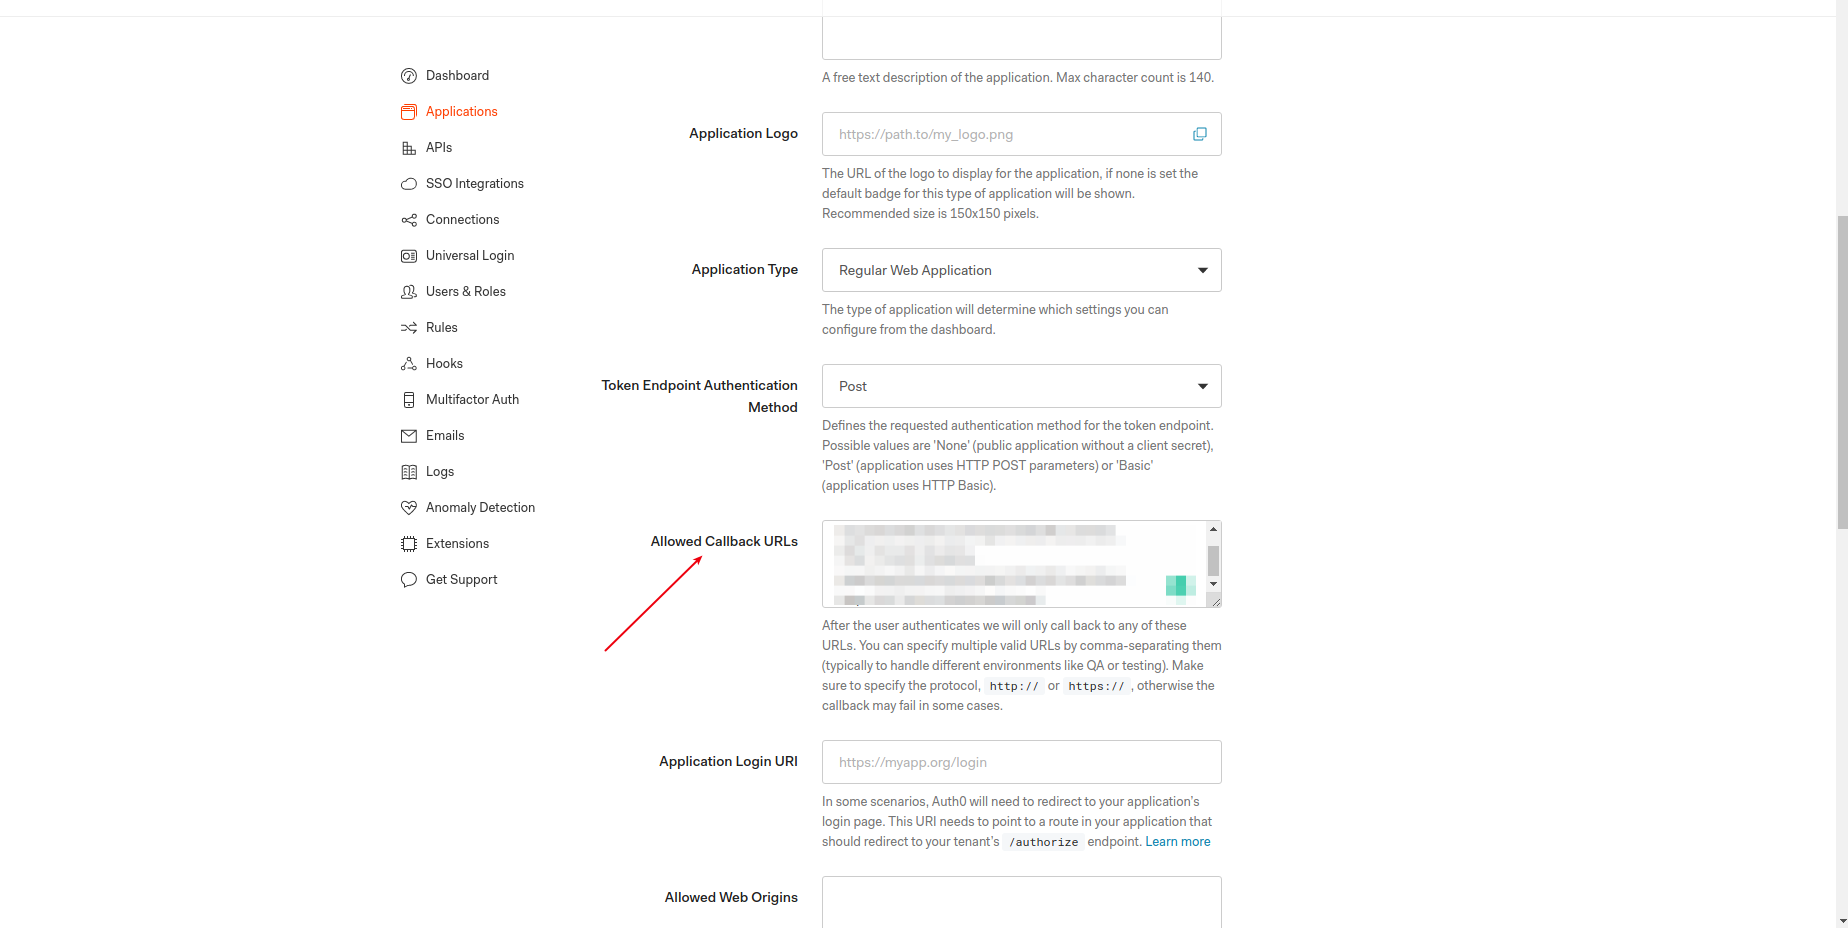 Dashboard
Applications
APIs
SSO Integrations
Connections
Universal Login
Users & Roles
Rules
Hooks
Multifactor Auth
Emails
Logs
Anomaly Detection
Extensions
Get Support
A free text description of the application. Max character count is 140.
Application Logo
https://path.to/my_logo.png
The URL of the logo to display for the application, if none is set the
default badge for this type of application will be shown.
Recommended size is 150x150 pixels.
Application Type
Regular Web Application
The type of application will determine which settings you can
configure from the dashboard.
Token Endpoint Authentication
Method
Post
Defines the requested authentication method for the token endpoint.
Possible values are 'None' (public application without a client secret),
'Post' (application uses HTTP POST parameters) or 'Basic'
(application uses HTTP Basic).
Allowed Callback URLs
After the user authenticates we will only call back to any of these
URLs. You can specify multiple valid URLs by comma-separating them
(typically to handle different environments like QA or testing). Make
sure to specify the protocol, http:// or https:// , otherwise the
callback may fail in some cases.
Application Login URI
https://myapp.org/login
In some scenarios, Auth0 will need to redirect to your application's
login page. This URI needs to point to a route in your application that
should redirect to your tenant's /authorize endpoint. Learn more
Allowed Web Origins